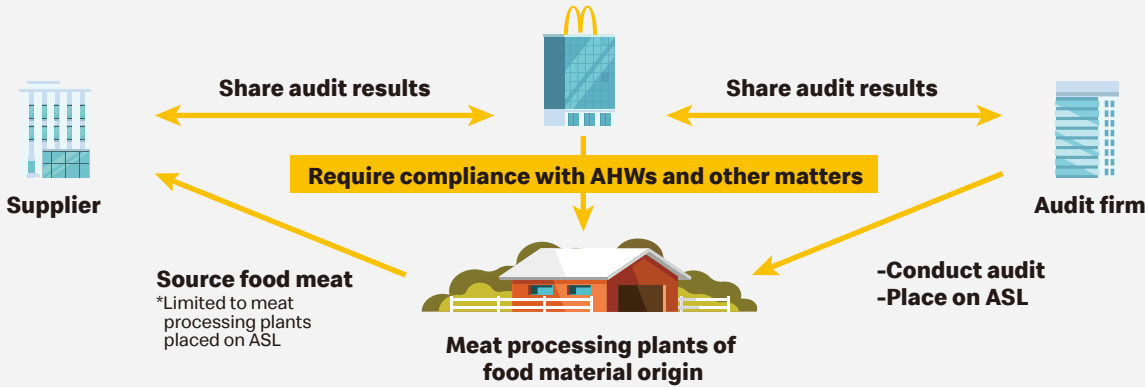 Share audit results
Share audit results
Require compliance with AHWs and other matters
Supplier
Audit firm
Source food meat
*Limited to meat
processing plants
placed on ASL
-Conduct audit
-Place on ASL
Meat processing plants of
food material origin